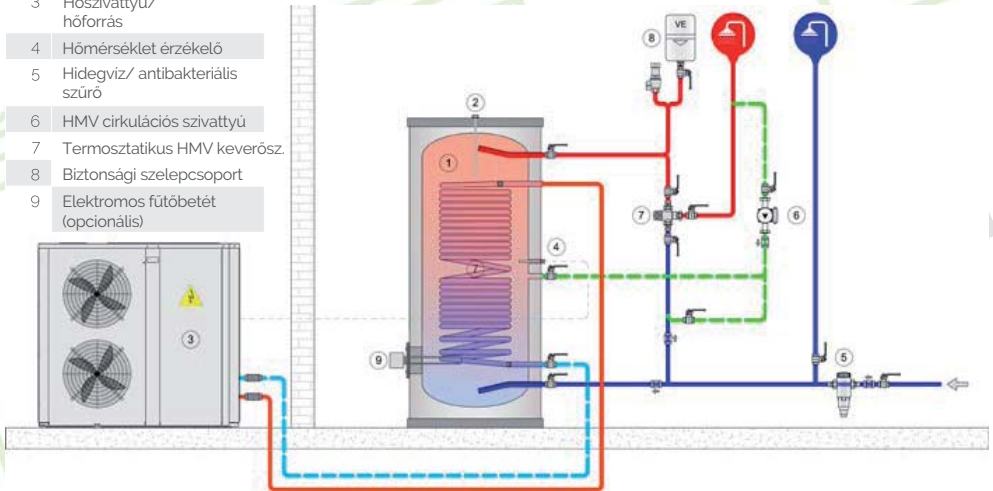 3 Hőszivattyú/
hőforrás
4 Hőmérséklet érzékelő
5 Hidegvíz/ antibakteriális
szűrő
6 HMV cirkulációs szivattyú
7 Termosztatikus HMV keverősz.
8 Biztonsági szelepcsoport
9 Elektromos fűtőbetét
(opcionális)
8
VE
2
1
7
6
4
7
3
9
5